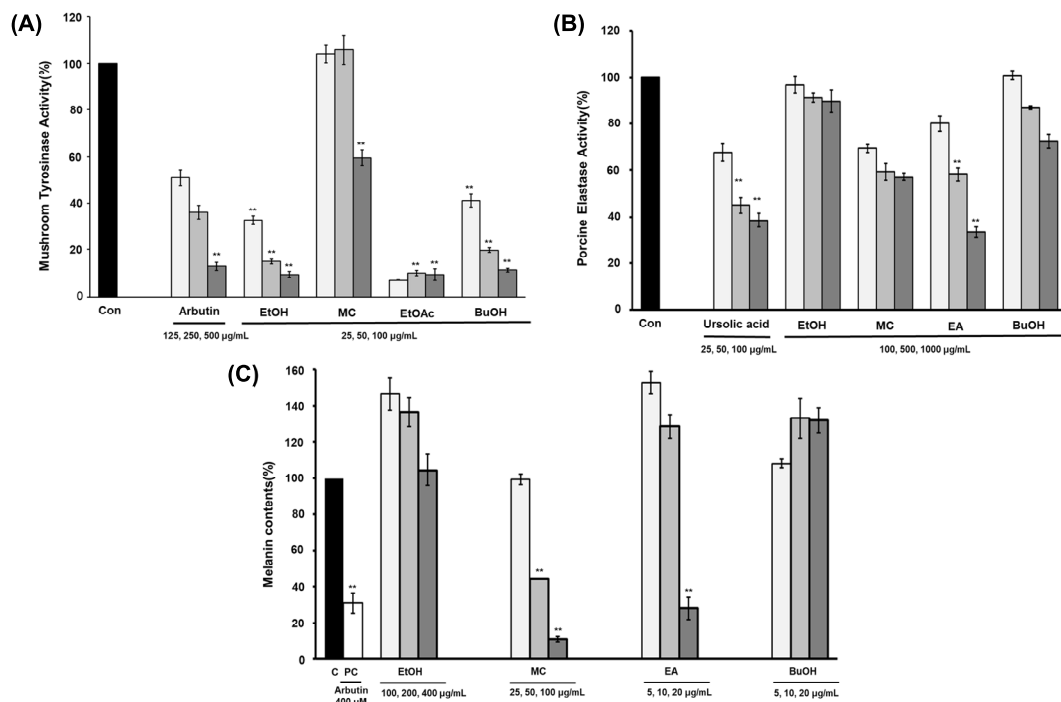 (A)
Mushroom Tyrosinase Activity(%)
120
100
80
60
40
20
0
**
**
**
**
**
**
**
**
**
**
Con
Arbutin
EtOH
MC
EtOAc
BuOH
125, 250, 500 µg/mL
25, 50, 100 µg/mL
(B)
Porcine Elastase Activity(%)
120
100
80
60
40
20
0
**
**
**
**
Con
Ursolic acid
EtOH
MC
EA
BuOH
25, 50, 100 µg/mL
100, 500, 1000 µg/mL
(C)
Melanin contents(%)
160
140
120
100
80
60
40
20
0
**
**
**
**
C PC
EtOH
MC
EA
BuOH
Arbutin
400 µM
100, 200, 400 µg/mL
25, 50, 100 µg/mL
5, 10, 20 µg/mL
5, 10, 20 µg/mL